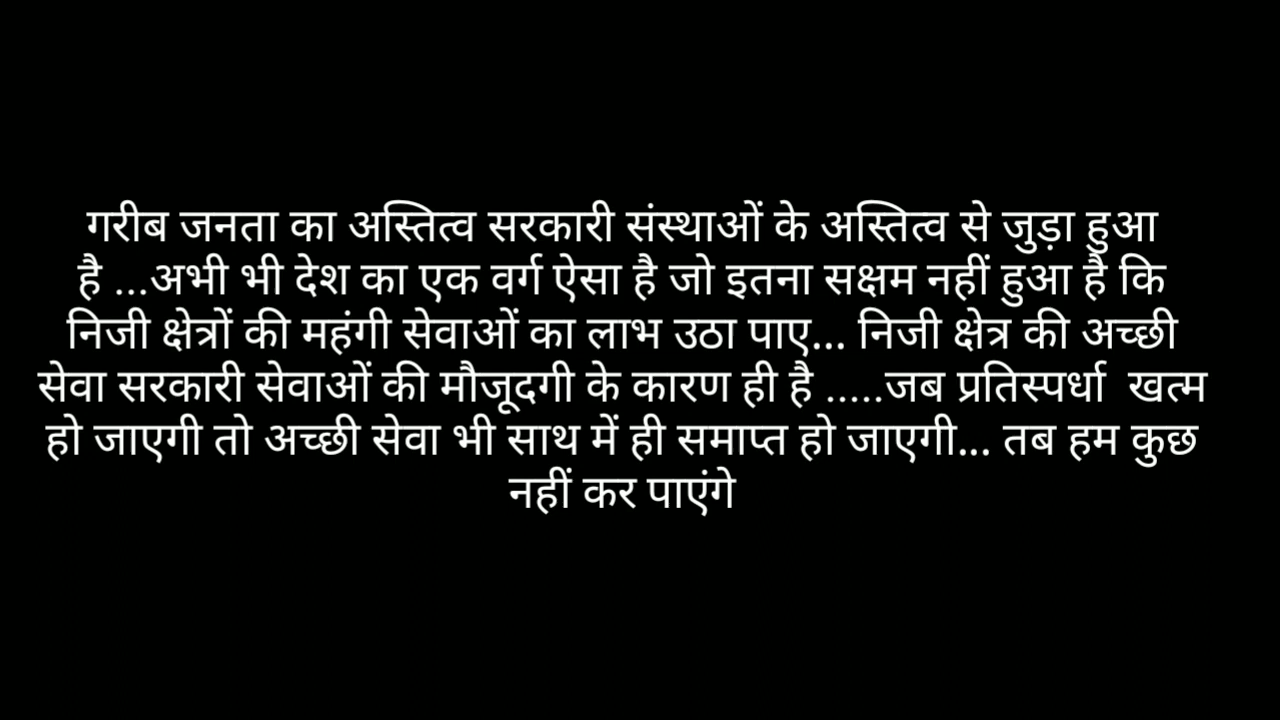 गरीब जनता का अस्तित्व सरकारी संस्थाओं के अस्तित्व से जुड़ा हुआ
है ...अभी भी देश का एक वर्ग ऐसा है जो इतना सक्षम नहीं हुआ है कि
निजी क्षेत्रों की महंगी सेवाओं का लाभ उठा पाए... निजी क्षेत्र की अच्छी
सेवा सरकारी सेवाओं की मौजूदगी के कारण ही है .....जब प्रतिस्पर्धा  खत्म
हो जाएगी तो अच्छी सेवा भी साथ में ही समाप्त हो जाएगी... तब हम कुछ
नहीं कर पाएंगे